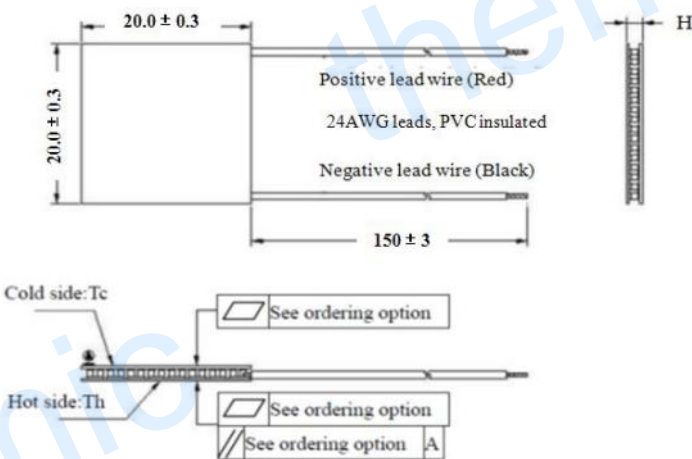 20.0 ± 0.3
H
20.0 ± 0.3
Positive lead wire (Red)
24AWG leads, PVC insulated
Negative lead wire (Black)
150 ± 3
Cold side:Tc
See ordering option
Hot side:Th
See ordering option
See ordering option A